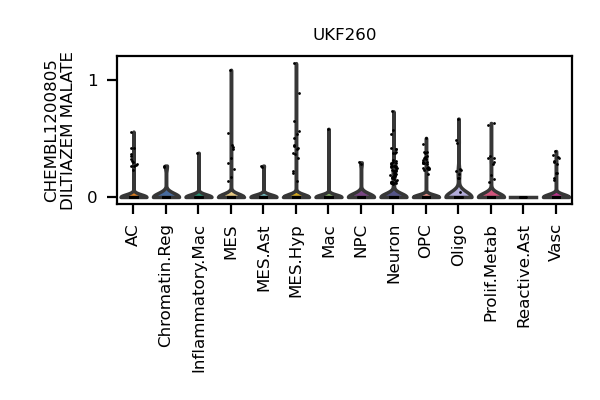 UKF260
CHEMBL1200805
DILTIAZEM MALATE
1
0
AC
Chromatin.Reg
Inflammatory.Mac
MES
MES.Ast
MES.Hyp
Mac
NPC
Neuron
OPC
Oligo
Prolif.Metab
Reactive.Ast
Vasc